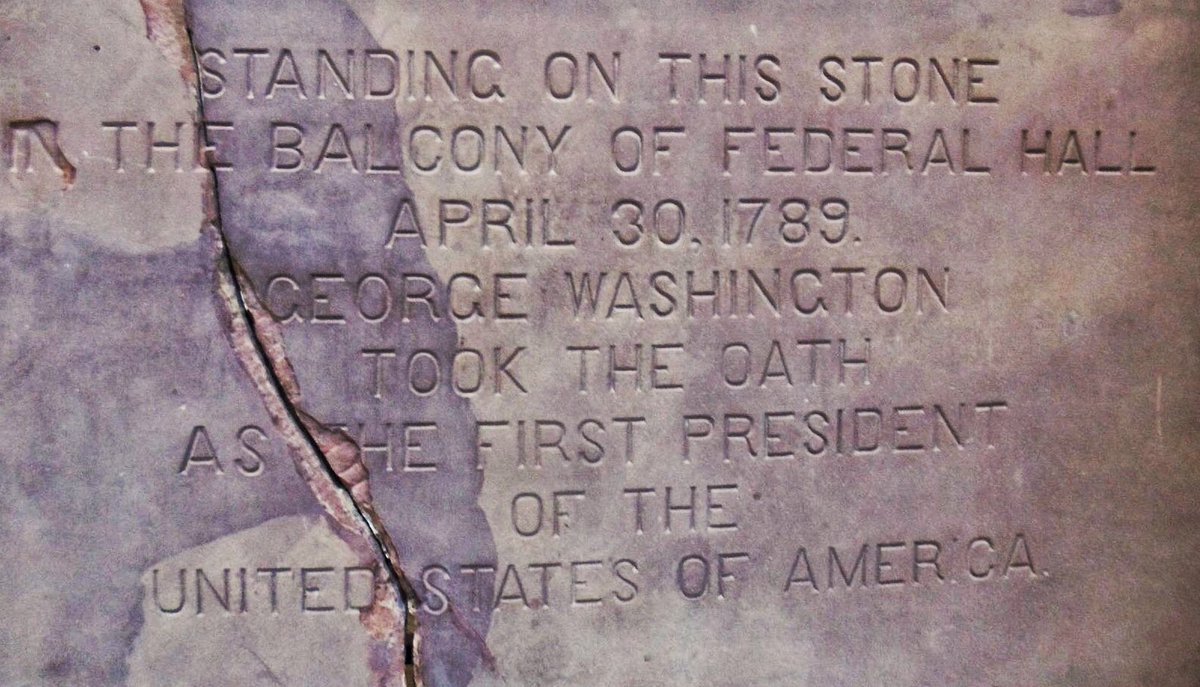 STANDING ON THIS STONE
IN THE BALCONY OF FEDERAL HALL
APRIL 30, 1789.
GEORGE WASHINGTON
TOOK THE OATH
AS THE FIRST PRESIDENT
OF THE
UNITED STATES OF AMERICA.